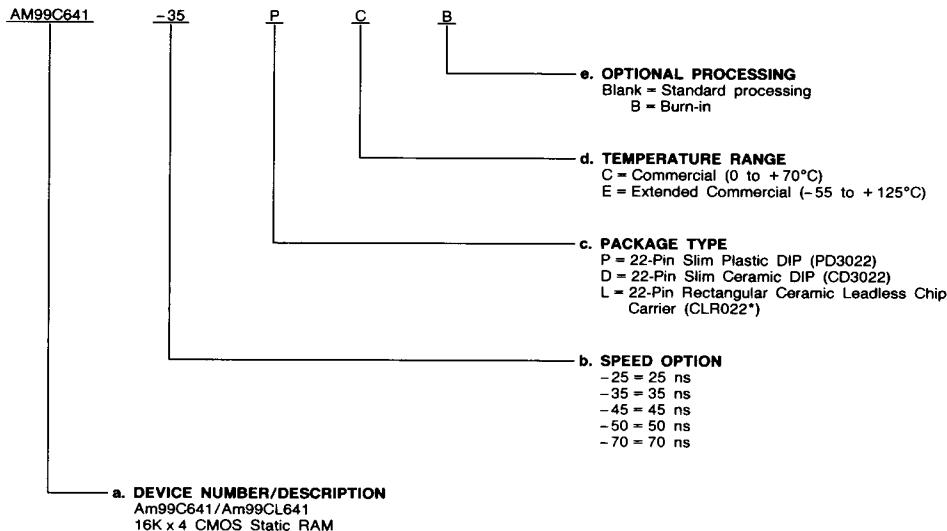 AM99C641 -35 P C B
e. OPTIONAL PROCESSING
Blank = Standard processing
B = Burn-in
d. TEMPERATURE RANGE
C = Commercial (0 to +70°C)
E = Extended Commercial (-55 to +125°C)
c. PACKAGE TYPE
P = 22-Pin Slim Plastic DIP (PD3022)
D = 22-Pin Slim Ceramic DIP (CD3022)
L = 22-Pin Rectangular Ceramic Leadless Chip
Carrier (CLR022*)
b. SPEED OPTION
-25 = 25 ns
-35 = 35 ns
-45 = 45 ns
-50 = 50 ns
-70 = 70 ns
a. DEVICE NUMBER/DESCRIPTION
Am99C641/Am99CL641
16K x 4 CMOS Static RAM